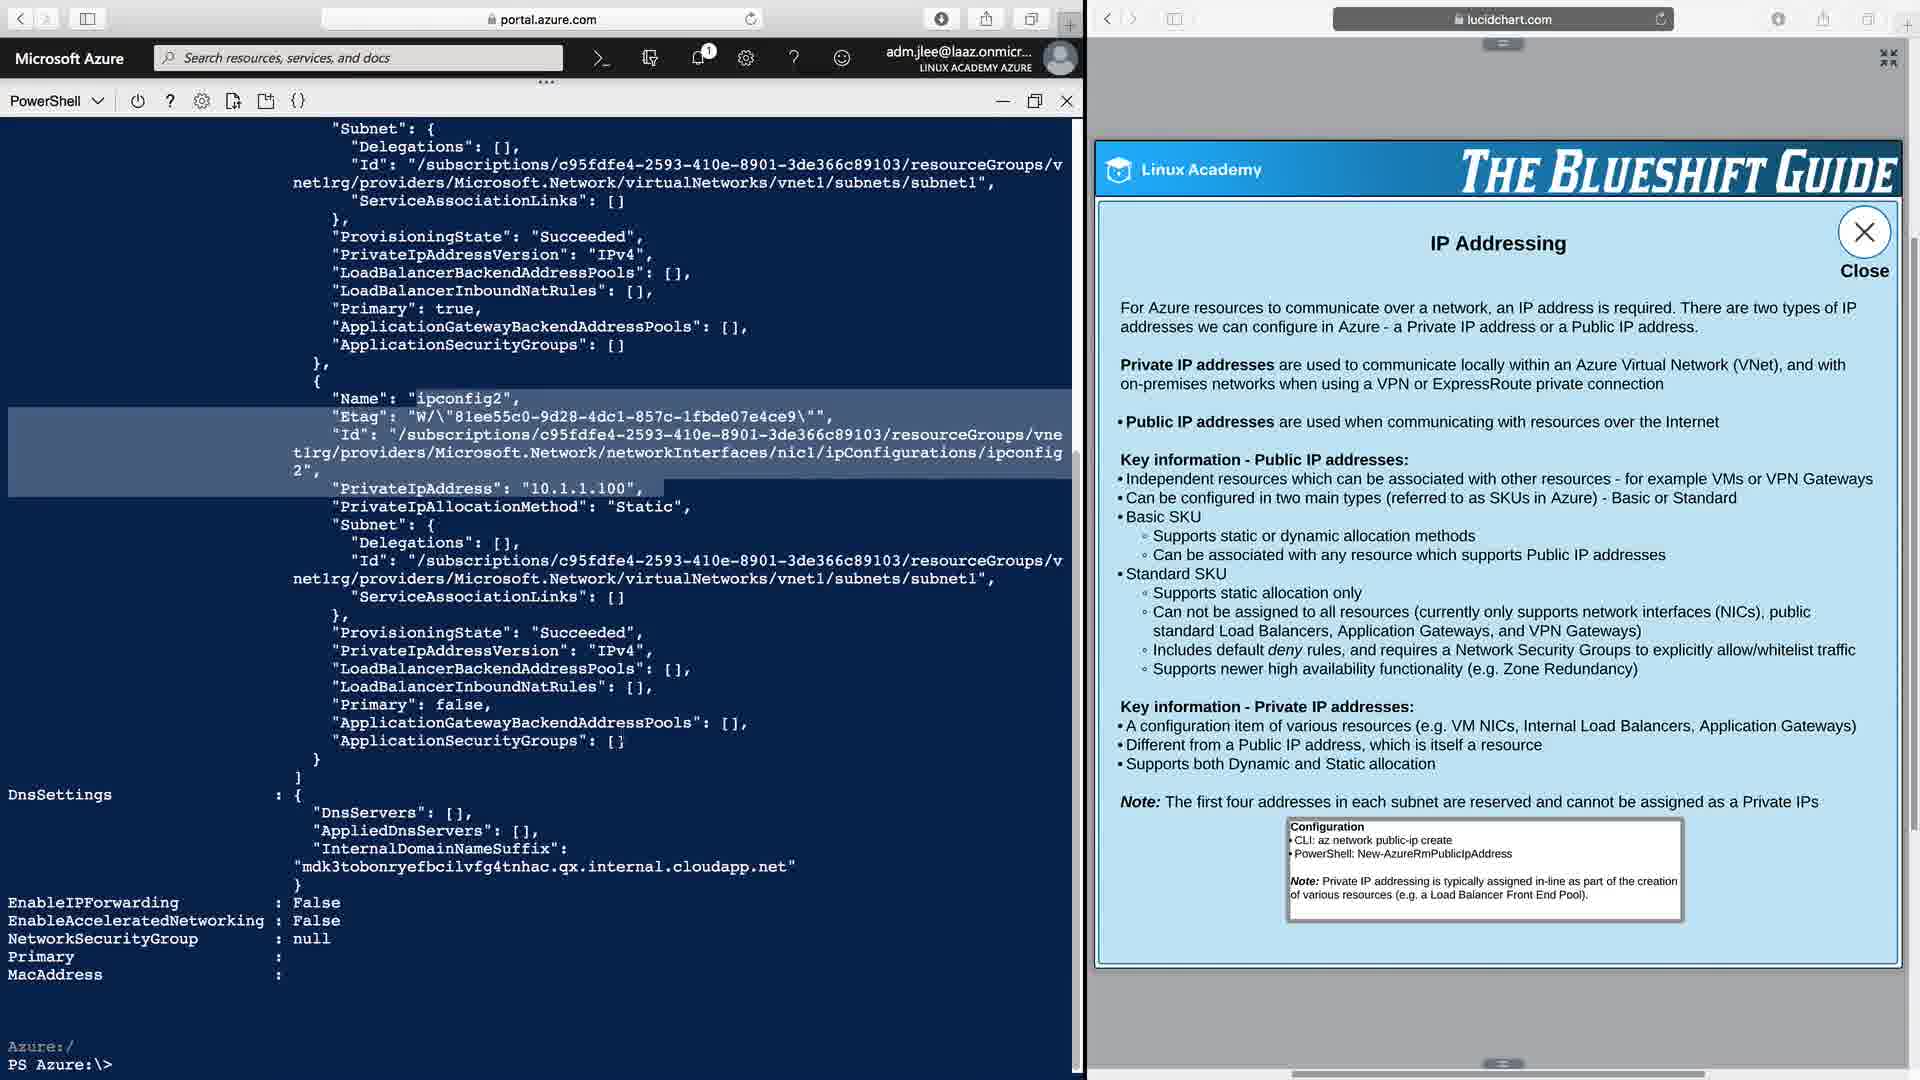 portal.azure.com
Microsoft Azure
Search resources, services, and docs
1
adm.jlee@laaz.onmicr...
LINUX ACADEMY AZURE
PowerShell
"Subnet": {
"Delegations": [],
"Id": "/subscriptions/c95fdfe4-2593-410e-8901-3de366c89103/resourceGroups/v
net1rg/providers/Microsoft.Network/virtualNetworks/vnet1/subnets/subnet1",
"ServiceAssociationLinks": []
},
"ProvisioningState": "Succeeded",
"PrivateIpAddressVersion": "IPv4",
"LoadBalancerBackendAddressPools": [],
"LoadBalancerInboundNatRules": [],
"Primary": true,
"ApplicationGatewayBackendAddressPools": [],
"ApplicationSecurityGroups": []
},
{
"Name": "ipconfig2",
"Etag": "W/\"81ee55c0-9d28-4dc1-857c-1fbde07e4ce9\"",
"Id": "/subscriptions/c95fdfe4-2593-410e-8901-3de366c89103/resourceGroups/vne
t1rg/providers/Microsoft.Network/networkInterfaces/nic1/ipConfigurations/ipconfig
2",
"PrivateIpAddress": "10.1.1.100",
"PrivateIpAllocationMethod": "Static",
"Subnet": {
"Delegations": [],
"Id": "/subscriptions/c95fdfe4-2593-410e-8901-3de366c89103/resourceGroups/v
net1rg/providers/Microsoft.Network/virtualNetworks/vnet1/subnets/subnet1",
"ServiceAssociationLinks": []
},
"ProvisioningState": "Succeeded",
"PrivateIpAddressVersion": "IPv4",
"LoadBalancerBackendAddressPools": [],
"LoadBalancerInboundNatRules": [],
"Primary": false,
"ApplicationGatewayBackendAddressPools": [],
"ApplicationSecurityGroups": []
}
]
DnsSettings : {
"DnsServers": [],
"AppliedDnsServers": [],
"InternalDomainNameSuffix":
"mdk3tobonryefbcilvfg4tnhac.qx.internal.cloudapp.net"
}
EnableIPForwarding : False
EnableAcceleratedNetworking : False
NetworkSecurityGroup : null
Primary :
MacAddress :
Azure:/
PS Azure:\>
lucidchart.com
Linux Academy
THE BLUESHIFT GUIDE
IP Addressing
Close
For Azure resources to communicate over a network, an IP address is required. There are two types of IP
addresses we can configure in Azure - a Private IP address or a Public IP address.
Private IP addresses are used to communicate locally within an Azure Virtual Network (VNet), and with
on-premises networks when using a VPN or ExpressRoute private connection
• Public IP addresses are used when communicating with resources over the Internet
Key information - Public IP addresses:
• Independent resources which can be associated with other resources - for example VMs or VPN Gateways
• Can be configured in two main types (referred to as SKUs in Azure) - Basic or Standard
• Basic SKU
◦ Supports static or dynamic allocation methods
◦ Can be associated with any resource which supports Public IP addresses
• Standard SKU
◦ Supports static allocation only
◦ Can not be assigned to all resources (currently only supports network interfaces (NICs), public
standard Load Balancers, Application Gateways, and VPN Gateways)
◦ Includes default deny rules, and requires a Network Security Groups to explicitly allow/whitelist traffic
◦ Supports newer high availability functionality (e.g. Zone Redundancy)
Key information - Private IP addresses:
• A configuration item of various resources (e.g. VM NICs, Internal Load Balancers, Application Gateways)
• Different from a Public IP address, which is itself a resource
• Supports both Dynamic and Static allocation
Note: The first four addresses in each subnet are reserved and cannot be assigned as a Private IPs
Configuration
• CLI: az network public-ip create
• PowerShell: New-AzureRmPublicIpAddress
Note: Private IP addressing is typically assigned in-line as part of the creation
of various resources (e.g. a Load Balancer Front End Pool).